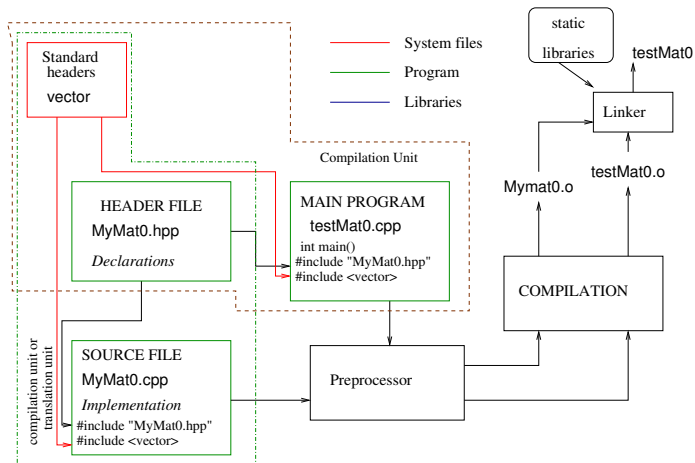 static
libraries
testMat0
Linker
System files
Program
Libraries
Standard
headers
vector
Compilation Unit
HEADER FILE
MyMat0.hpp
Declarations
MAIN PROGRAM
testMat0.cpp
int main()
#include "MyMat0.hpp"
#include <vector>
Mymat0.o
testMat0.o
COMPILATION
compilation unit or
translation unit
SOURCE FILE
MyMat0.cpp
Implementation
#include "MyMat0.hpp"
#include <vector>
Preprocessor